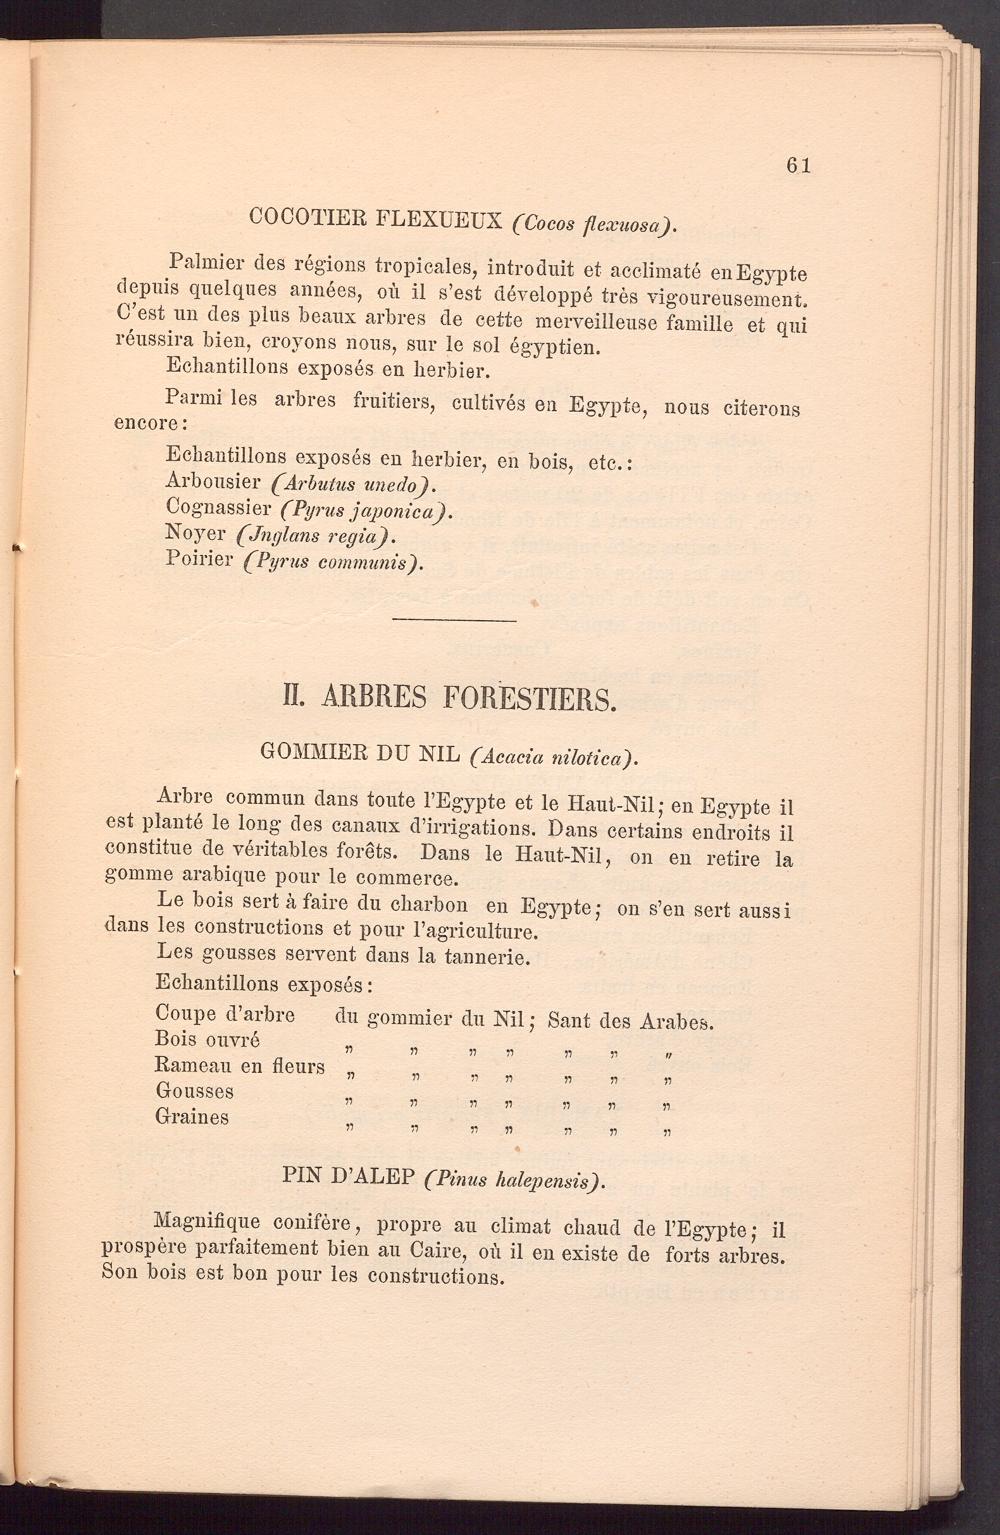 61
COCOTIER FLEXUEUX (Cocos flexuosa).
Palmier des régions tropicales, introduit et acclimaté en Egypte
depuis quelques années, où il s'est développé très vigoureusement.
C'est un des plus beaux arbres de cette merveilleuse famille et qui
réussira bien, croyons nous, sur le sol égyptien.
Echantillons exposés en herbier.
Parmi les arbres fruitiers, cultivés en Egypte, nous citerons
encore:
Echantillons exposés en herbier, en bois, etc.:
Arbousier (Arbutus unedo).
Cognassier (Pyrus japonica).
Noyer (Jnglans regia).
Poirier (Pyrus communis).
II. ARBRES FORESTIERS.
GOMMIER DU NIL (Acacia nilotica).
Arbre commun dans toute l'Egypte et le Haut-Nil; en Egypte il
est planté le long des canaux d'irrigations. Dans certains endroits il
constitue de véritables forêts. Dans le Haut-Nil, on en retire la
gomme arabique pour le commerce.
Le bois sert à faire du charbon en Egypte; on s'en sert aussi
dans les constructions et pour l'agriculture.
Les gousses servent dans la tannerie.
Echantillons exposés:
Coupe d'arbre du gommier du Nil; Sant des Arabes.
Bois ouvré " " " " " " "
Rameau en fleurs " " " " " " "
Gousses " " " " " " "
Graines " " " " " " "
PIN D'ALEP (Pinus halepensis).
Magnifique conifère, propre au climat chaud de l'Egypte; il
prospère parfaitement bien au Caire, où il en existe de forts arbres.
Son bois est bon pour les constructions.